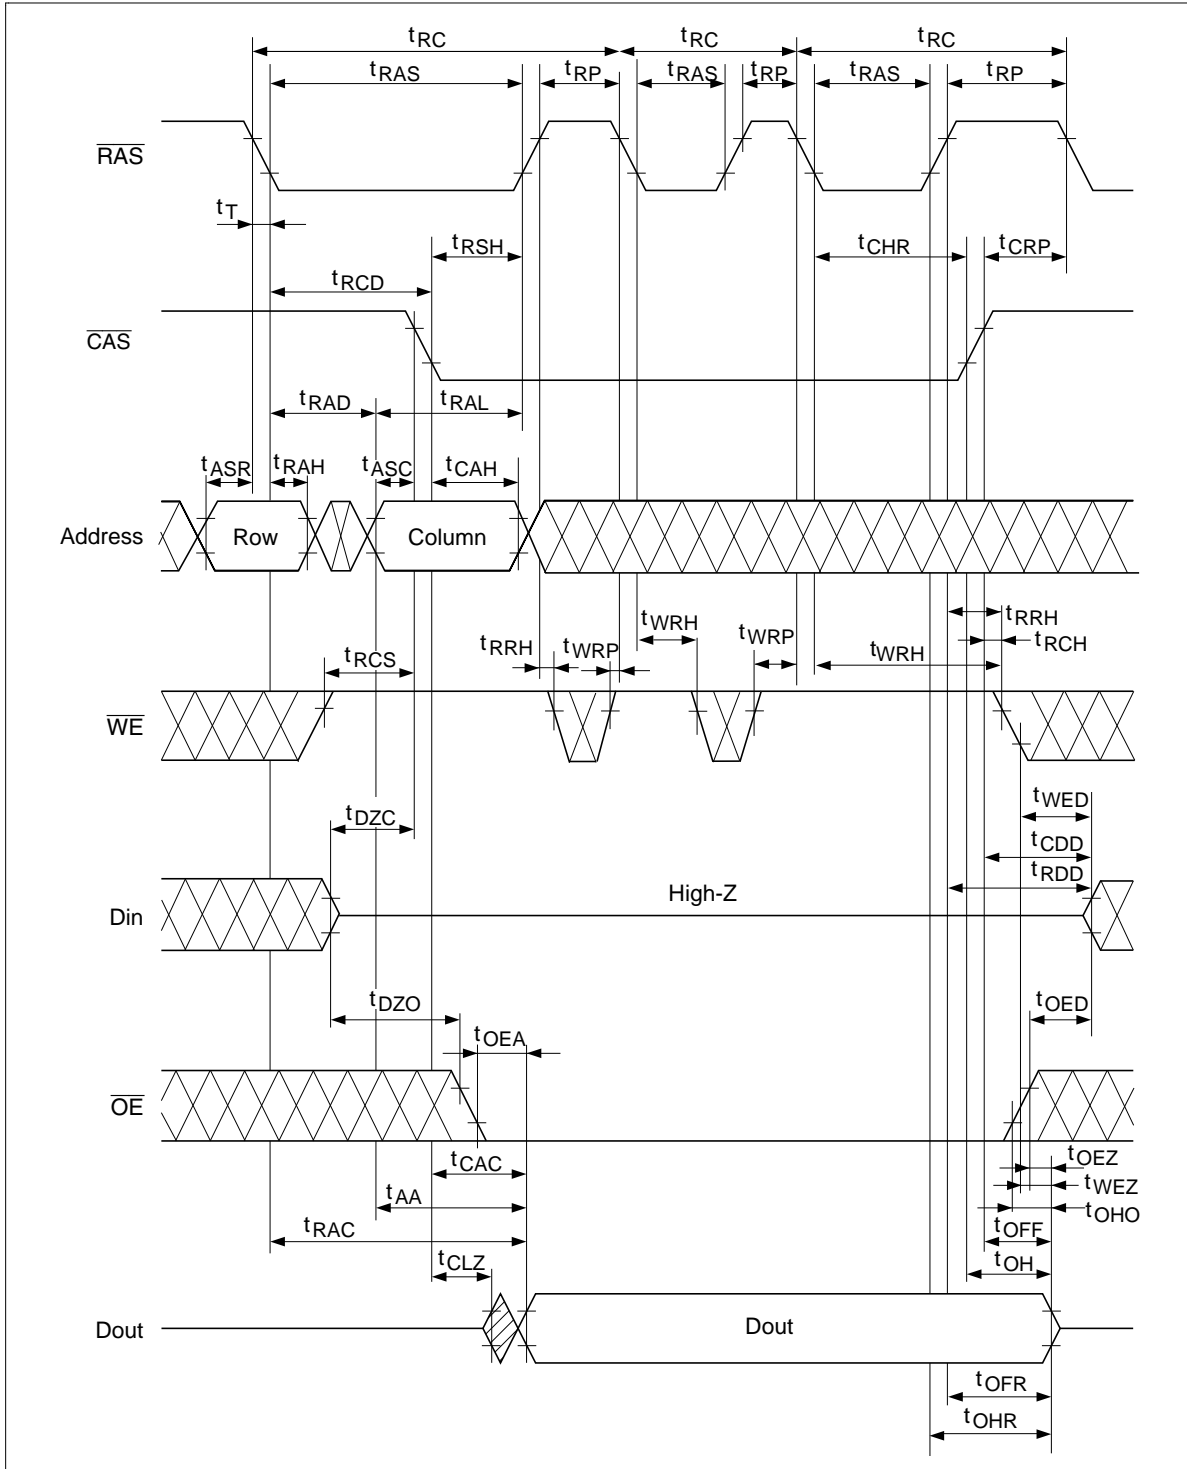 tRC tRC tRC
tRAS tRP tRAS tRP tRAS tRP
RAS
tT
tRSH tCHR tCRP
tRCD
CAS
tRAD tRAL
tASR tRAH tASC tCAH
Address Row Column
tRRH
tWRH
tRRH tWRP tWRP tRCH
tRCS tWRH
WE
tWED
tDZC
tCDD
tRDD
High-Z
Din
tDZO tOED
tOEA
OE
tCAC tOEZ
tAA tWEZ
tRAC tOHO
tOFF
tCLZ tOH
Dout Dout
tOFR
tOHR